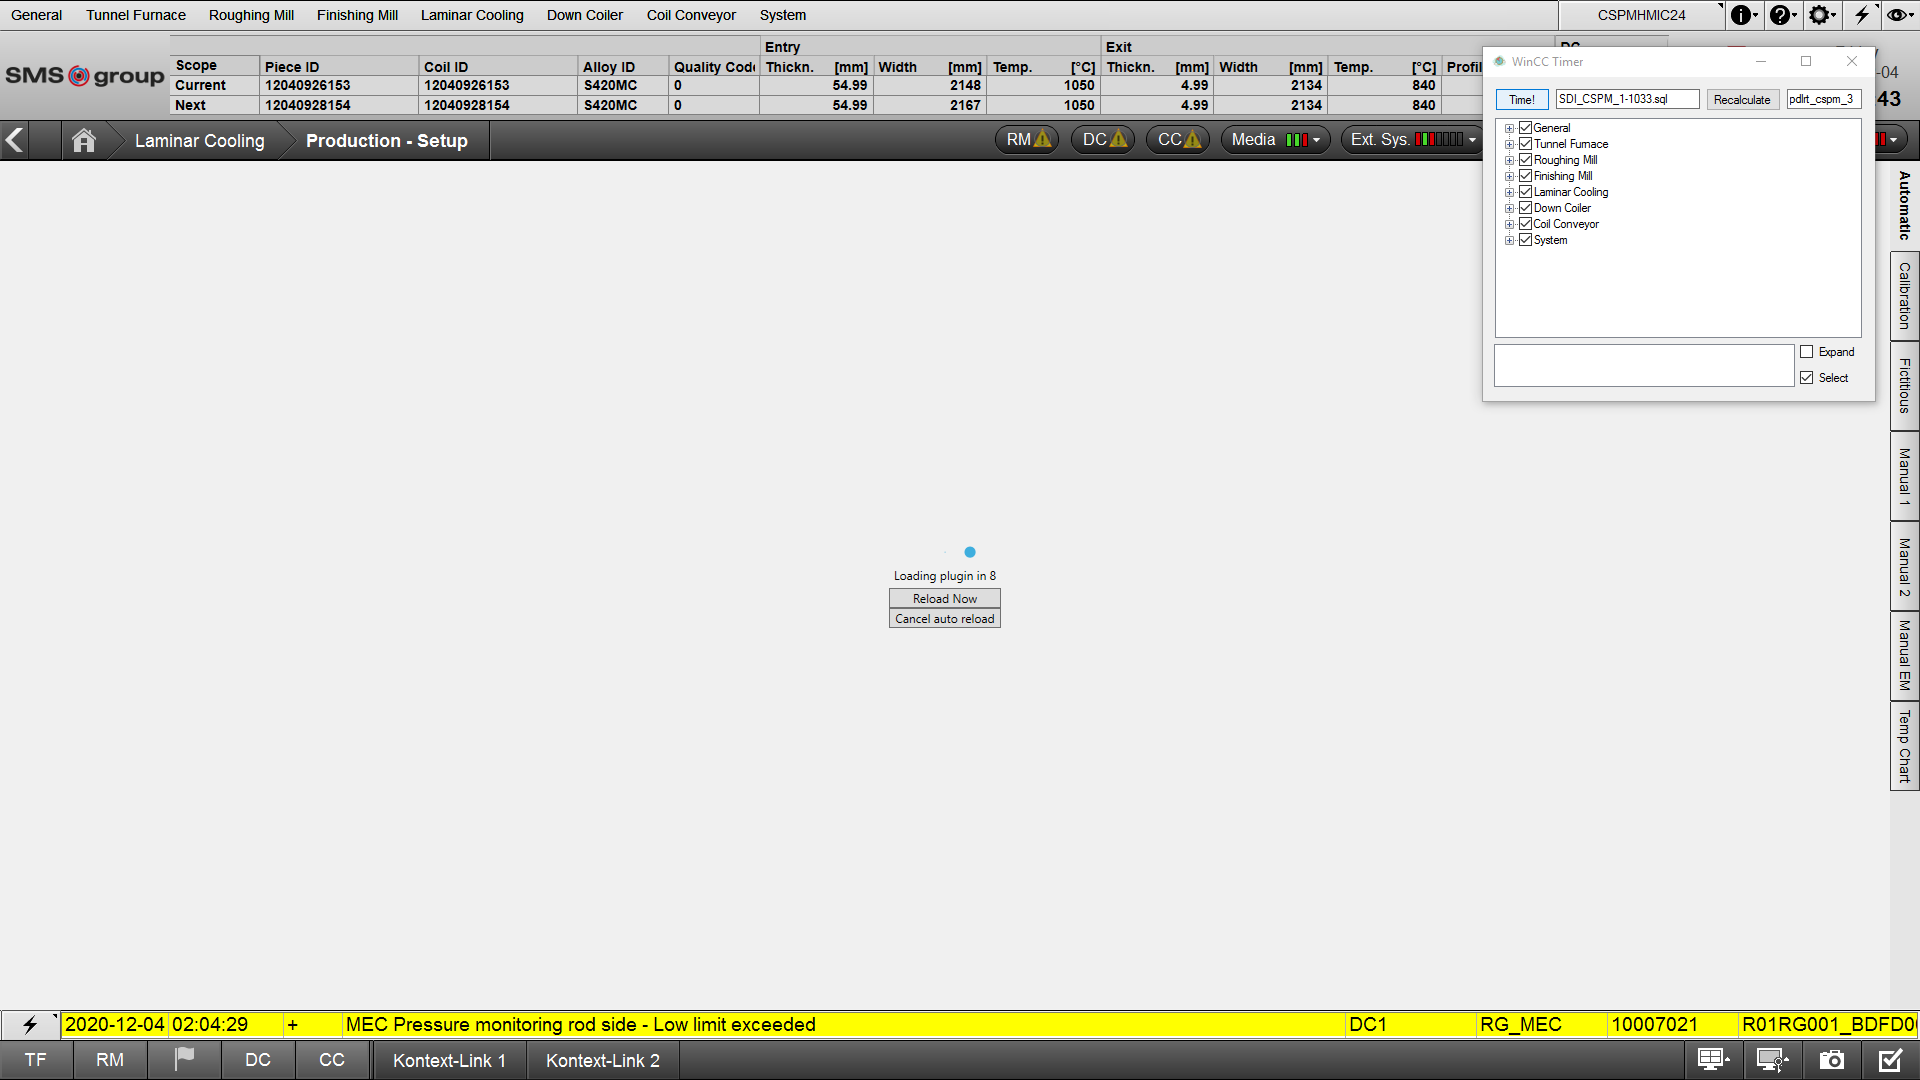 General Tunnel Furnace Roughing Mill Finishing Mill Laminar Cooling Down Coiler Coil Conveyor System CSPMHMIC24
Entry Exit
SMS group
Scope Piece ID Coil ID Alloy ID Quality Thickn. [mm] Width [mm] Temp. [°C] Thickn. [mm] Width [mm] Temp. [°C]
Current 12040926153 12040926153 S420MC 0 54.99 2148 1050 4.99 2134 840
Next 12040928154 12040928154 S420MC 0 54.99 2167 1050 4.99 2134 840
-04
43
Laminar Cooling Production - Setup RM DC CC Media Ext. Sys.
WinCC Timer
Time! SDI_CSPM_1-1033.sql Recalculate pdlrt_cspm_3
General
Tunnel Furnace
Roughing Mill
Finishing Mill
Laminar Cooling
Down Coiler
Coil Conveyor
System
Expand
Select
Automatic
Calibration
Fictitious
Manual 1
Manual 2
Manual EM
Temp Chart
Loading plugin in 8
Reload Now
Cancel auto reload
2020-12-04 02:04:29 + MEC Pressure monitoring rod side - Low limit exceeded DC1 RG_MEC 10007021
TF RM DC CC Kontext-Link 1 Kontext-Link 2